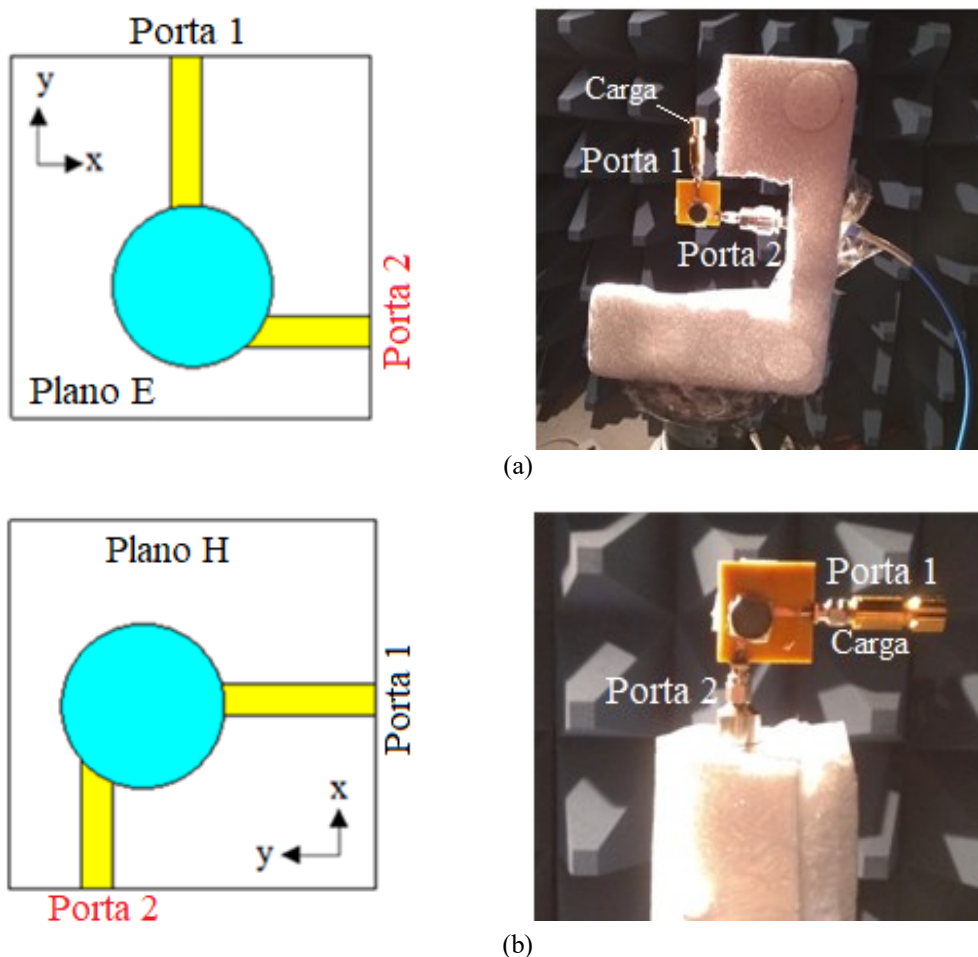 Porta 1
y
x
Porta 2
Plano E
Carga
Porta 1
Porta 2
(a)
Plano H
Porta 1
x
y
Porta 2
Porta 1
Carga
Porta 2
(b)